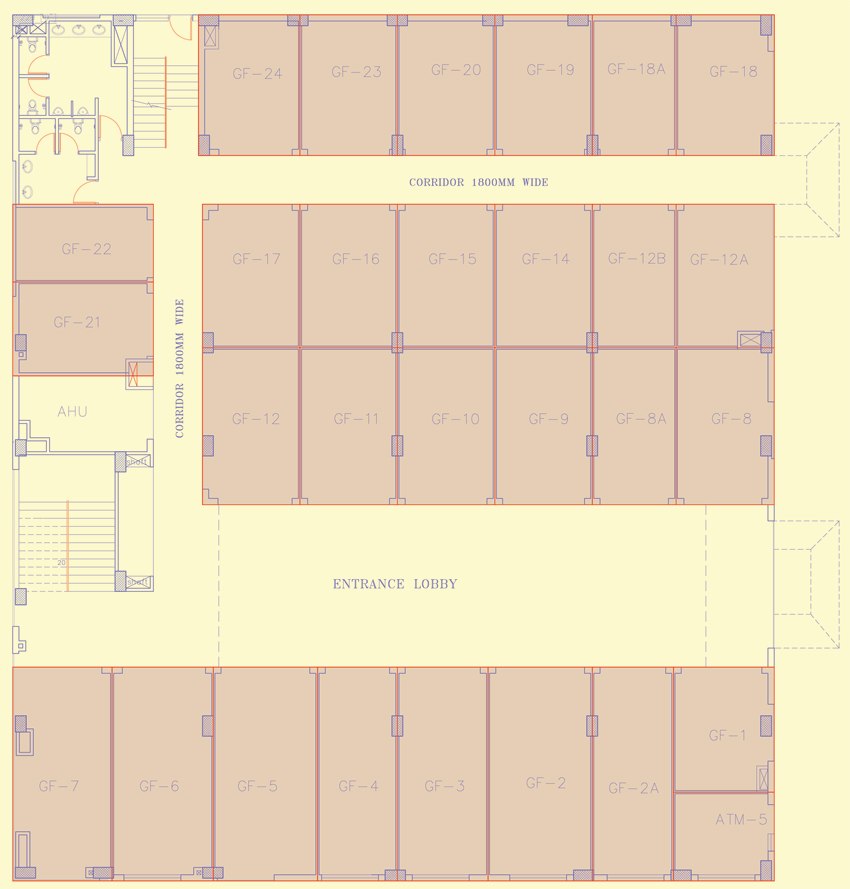 GF-24 GF-23 GF-20 GF-19 GF-18A GF-18
CORRIDOR 1800MM WIDE
GF-22
GF-17 GF-16 GF-15 GF-14 GF-12B GF-12A
GF-21
CORRIDOR 1800MM WIDE
AHU
GF-12 GF-11 GF-10 GF-9 GF-8A GF-8
shaft
20
shaft
ENTRANCE LOBBY
GF-1
GF-7 GF-6 GF-5 GF-4 GF-3 GF-2 GF-2A
ATM-5